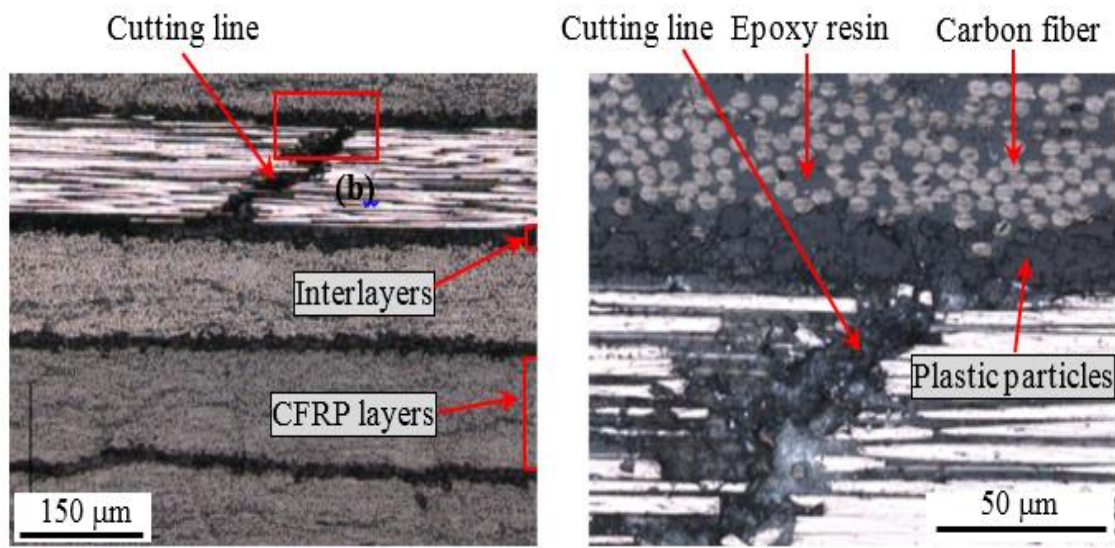 Cutting line
(b)
Interlayers
CFRP layers
150 μm
Cutting line Epoxy resin Carbon fiber
Plastic particles
50 μm